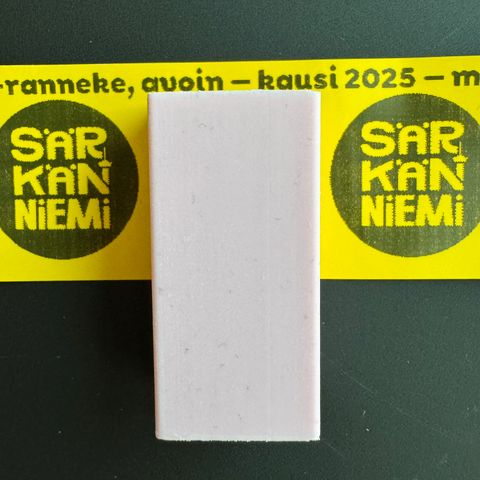 -ranneke, avoin – kausi 2025 – m
SÄR
KÄN
NiEMi
SÄR
KÄN
NiEMi